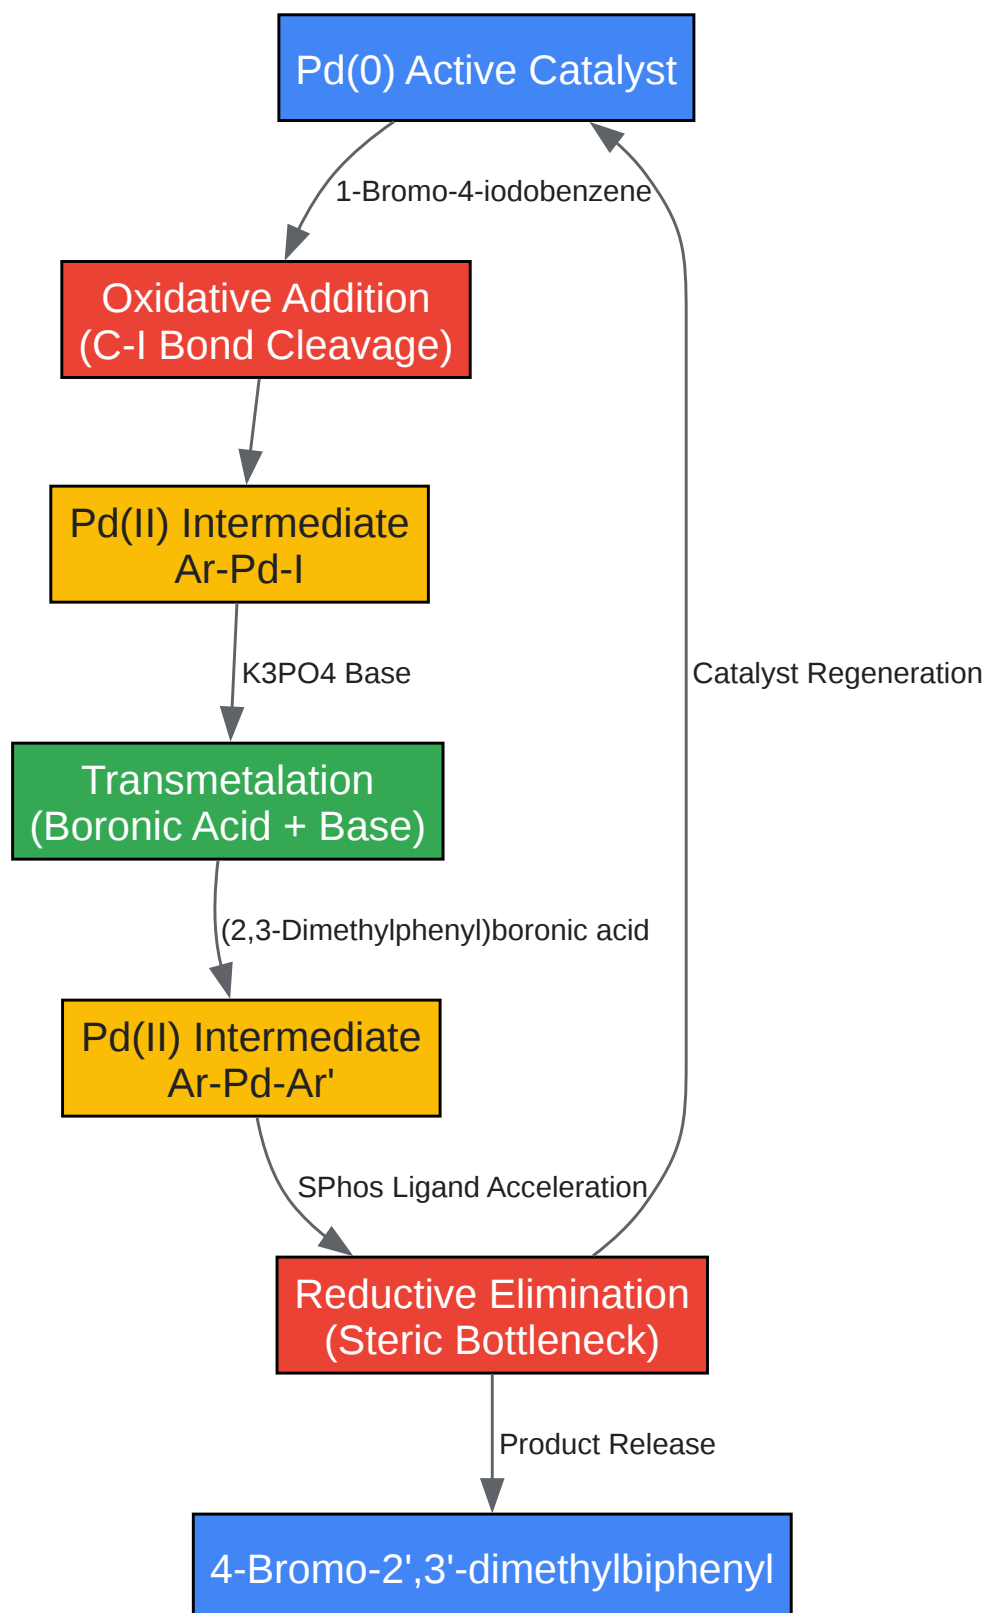 Pd(0) Active Catalyst
1-Bromo-4-iodobenzene
Oxidative Addition
(C-I Bond Cleavage)
Pd(II) Intermediate
Ar-Pd-I
K3PO4 Base
Catalyst Regeneration
Transmetalation
(Boronic Acid + Base)
(2,3-Dimethylphenyl)boronic acid
Pd(II) Intermediate
Ar-Pd-Ar'
SPhos Ligand Acceleration
Reductive Elimination
(Steric Bottleneck)
Product Release
4-Bromo-2',3'-dimethylbiphenyl